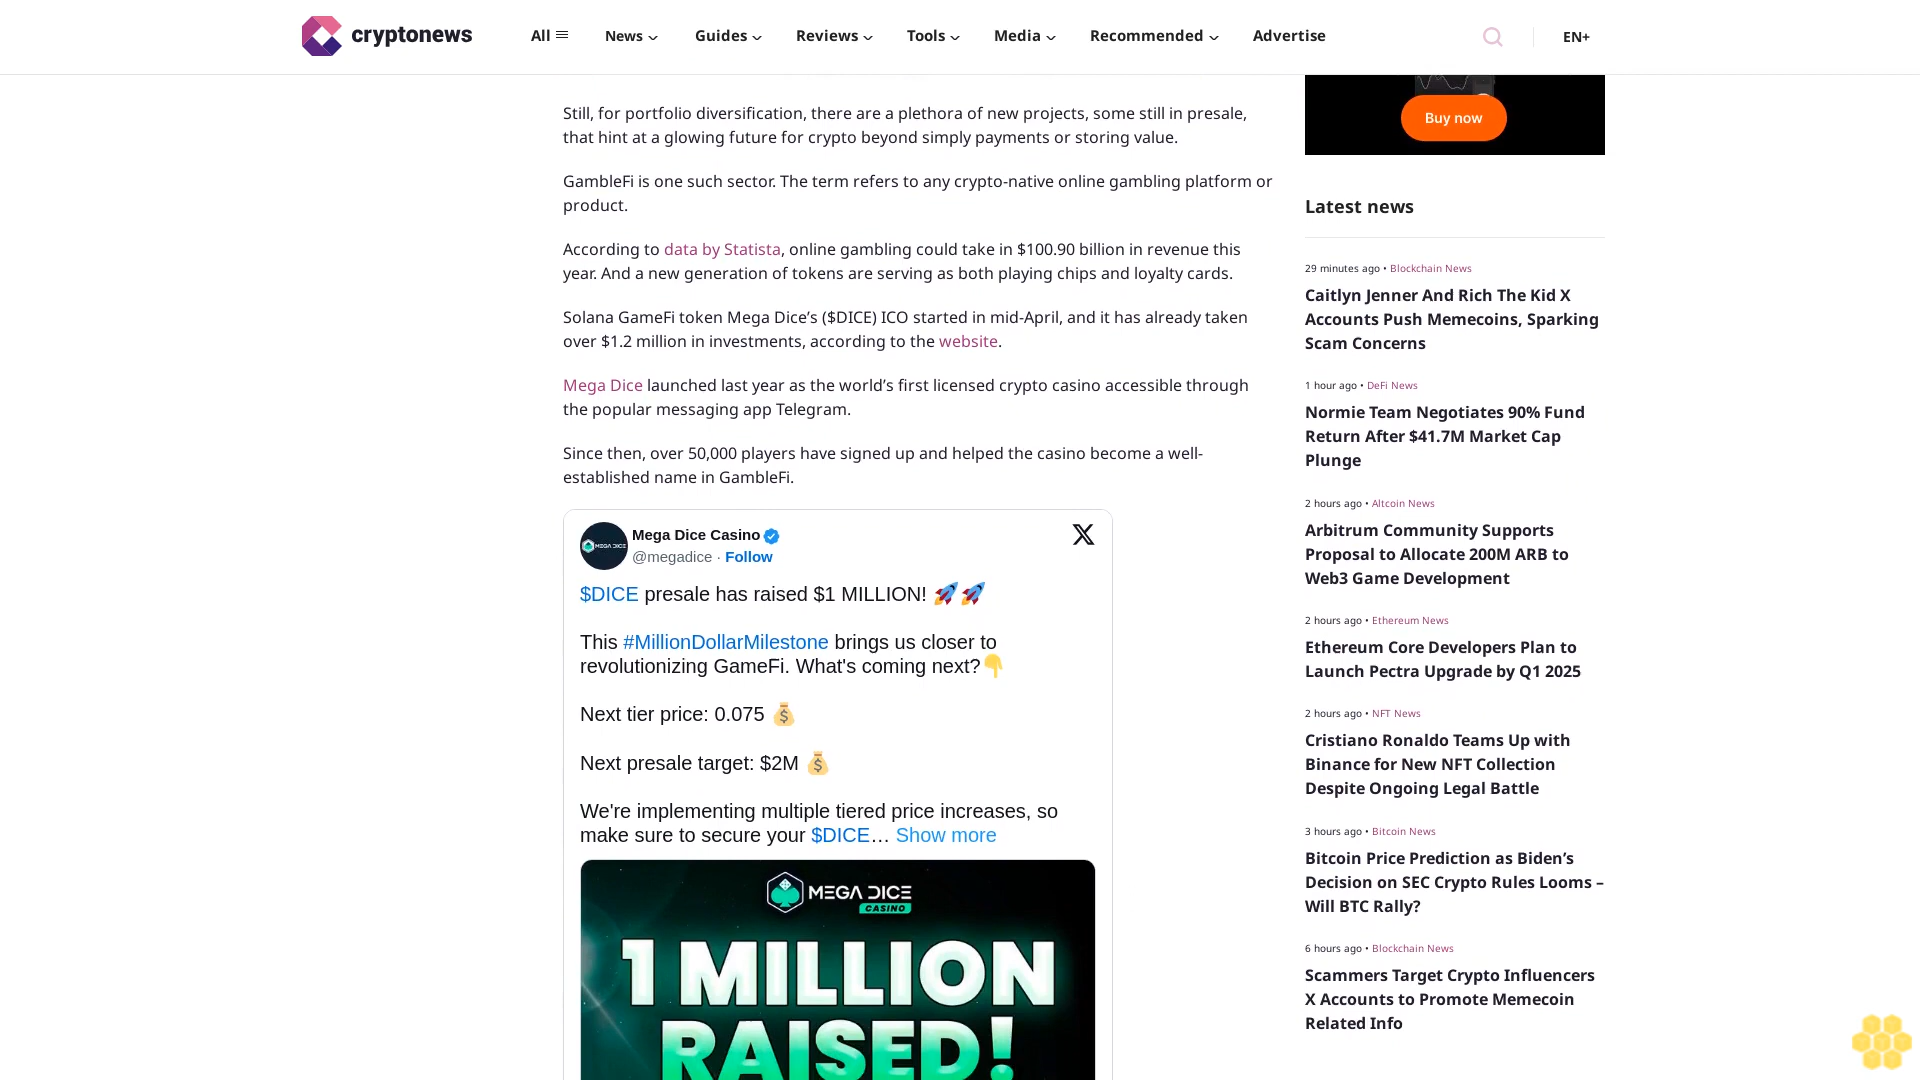 cryptonews
All
News
Guides
Reviews
Tools
Media
Recommended
Advertise
EN+
Still, for portfolio diversification, there are a plethora of new projects, some still in presale,
that hint at a glowing future for crypto beyond simply payments or storing value.
GambleFi is one such sector. The term refers to any crypto-native online gambling platform or
product.
According to data by Statista, online gambling could take in $100.90 billion in revenue this
year. And a new generation of tokens are serving as both playing chips and loyalty cards.
Solana GameFi token Mega Dice’s ($DICE) ICO started in mid-April, and it has already taken
over $1.2 million in investments, according to the website.
Mega Dice launched last year as the world’s first licensed crypto casino accessible through
the popular messaging app Telegram.
Since then, over 50,000 players have signed up and helped the casino become a well-
established name in GambleFi.
MEGA DICE
Mega Dice Casino
@megadice · Follow
$DICE presale has raised $1 MILLION! 🚀🚀
This #MillionDollarMilestone brings us closer to
revolutionizing GameFi. What's coming next?👇
Next tier price: 0.075 💰
Next presale target: $2M 💰
We're implementing multiple tiered price increases, so
make sure to secure your $DICE… Show more
MEGA DICE
CASINO
1 MILLION
RAISED!
Buy now
Latest news
29 minutes ago • Blockchain News
Caitlyn Jenner And Rich The Kid X
Accounts Push Memecoins, Sparking
Scam Concerns
1 hour ago • DeFi News
Normie Team Negotiates 90% Fund
Return After $41.7M Market Cap
Plunge
2 hours ago • Altcoin News
Arbitrum Community Supports
Proposal to Allocate 200M ARB to
Web3 Game Development
2 hours ago • Ethereum News
Ethereum Core Developers Plan to
Launch Pectra Upgrade by Q1 2025
2 hours ago • NFT News
Cristiano Ronaldo Teams Up with
Binance for New NFT Collection
Despite Ongoing Legal Battle
3 hours ago • Bitcoin News
Bitcoin Price Prediction as Biden’s
Decision on SEC Crypto Rules Looms –
Will BTC Rally?
6 hours ago • Blockchain News
Scammers Target Crypto Influencers
X Accounts to Promote Memecoin
Related Info